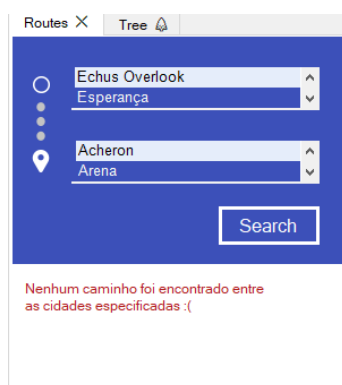 Routes
Tree
Echus Overlook
Esperança
Acheron
Arena
Search
Nenhum caminho foi encontrado entre
as cidades especificadas :(